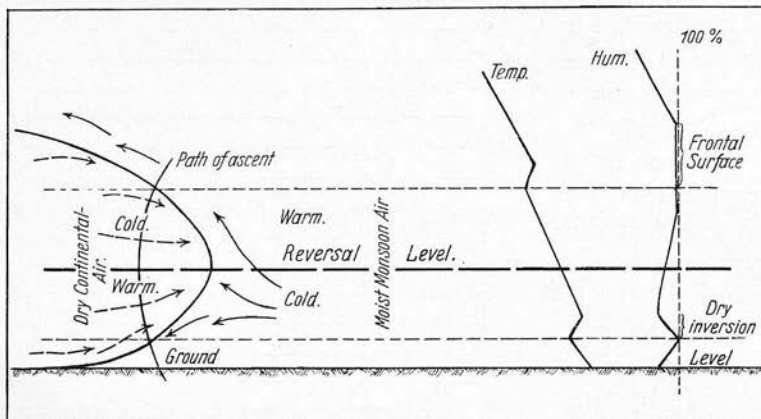 100 %
Temp.
Hum.
Path of ascent
Frontal
Surface
Cold.
Warm.
Dry Continental-
Air.
Moist Monsoon Air
Reversal Level.
Warm.
Cold.
Dry
inversion
Ground
Level